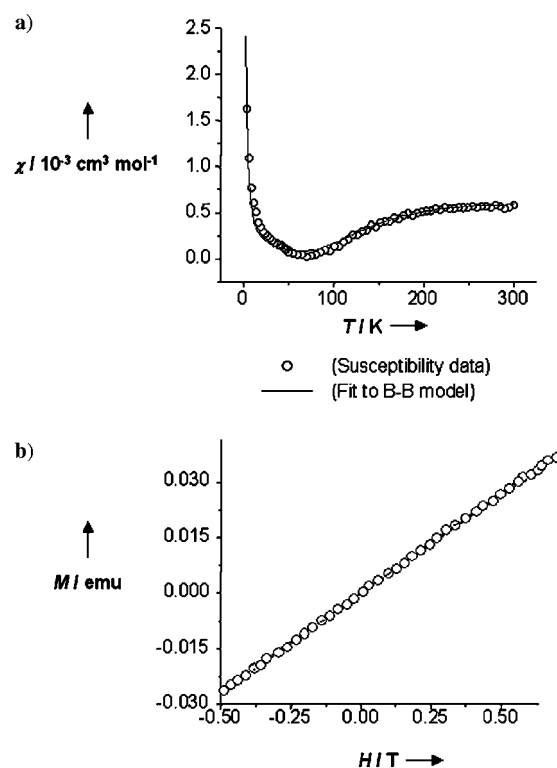 a)
2.5
2.0
1.5
1.0
0.5
0.0
χ / 10⁻³ cm³ mol⁻¹
0 100 200 300
T / K
(Susceptibility data)
(Fit to B-B model)
b)
0.030
0.015
0.000
-0.015
-0.030
M / emu
-0.50 -0.25 0.00 0.25 0.50
H / T